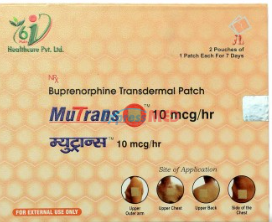 Healthcare Pvt. Ltd.
2 Pouches of
1 Patch Each For 7 Days
Buprenorphine Transdermal Patch
MuTrans 10 mcg/hr
म्युट्रान्स 10 mcg/hr
Site of Application
Upper
Outer arm
Upper Chest
Upper Back
Side of the
Chest
FOR EXTERNAL USE ONLY